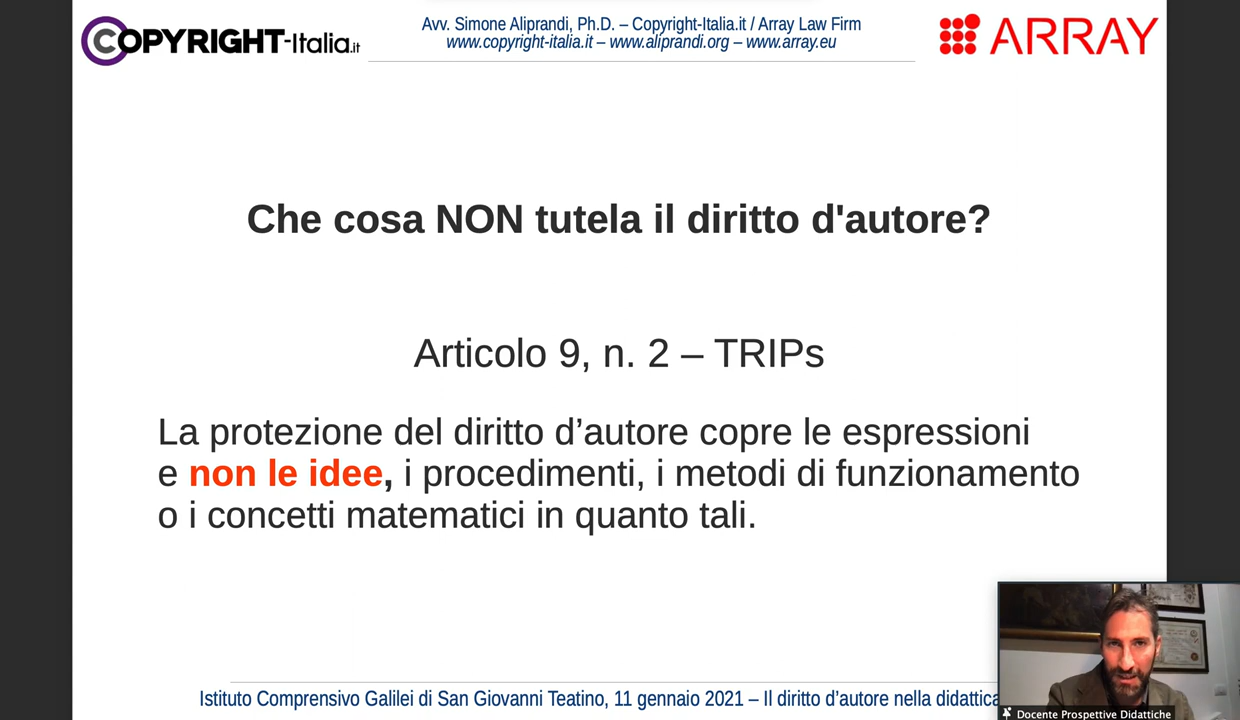 COPYRIGHT-Italia.it
Avv. Simone Aliprandi, Ph.D. – Copyright-Italia.it / Array Law Firm
www.copyright-italia.it – www.aliprandi.org – www.array.eu
ARRAY
Che cosa NON tutela il diritto d'autore?
Articolo 9, n. 2 – TRIPs
La protezione del diritto d’autore copre le espressioni
e non le idee, i procedimenti, i metodi di funzionamento
o i concetti matematici in quanto tali.
Istituto Comprensivo Galilei di San Giovanni Teatino, 11 gennaio 2021 – Il diritto d’autore nella didattica
Docente Prospettive Didattiche